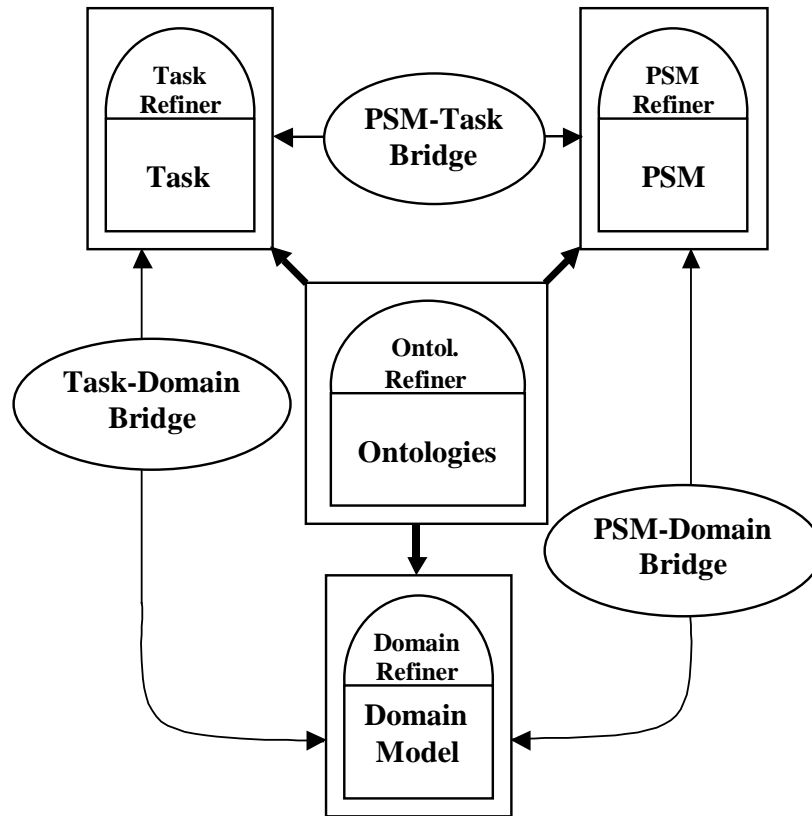 Task
Refiner
Task
PSM-Task
Bridge
PSM
Refiner
PSM
Task-Domain
Bridge
Ontol.
Refiner
Ontologies
PSM-Domain
Bridge
Domain
Refiner
Domain
Model